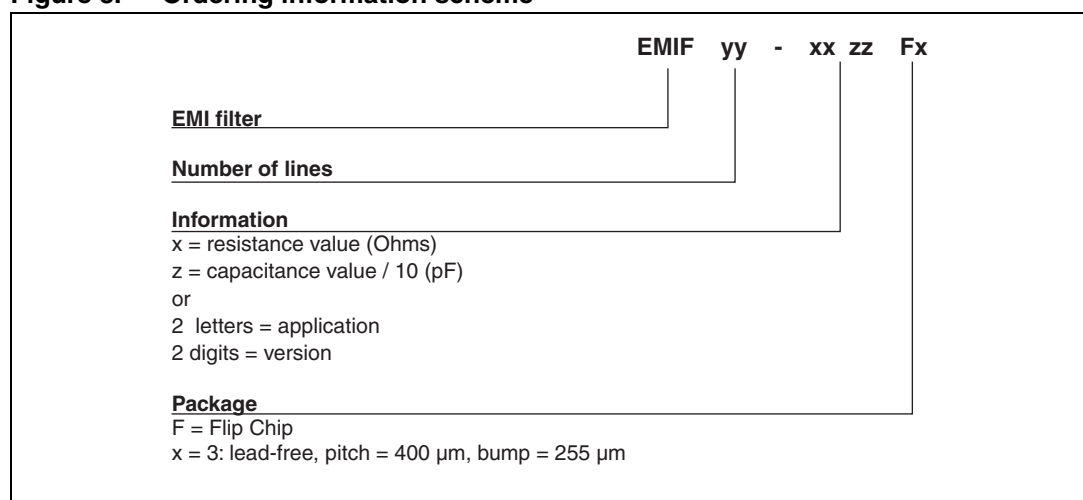 Figure 8. Ordering information scheme
EMIF yy - xx zz Fx
EMI filter
Number of lines
Information
x = resistance value (Ohms)
z = capacitance value / 10 (pF)
or
2 letters = application
2 digits = version
Package
F = Flip Chip
x = 3: lead-free, pitch = 400 µm, bump = 255 µm